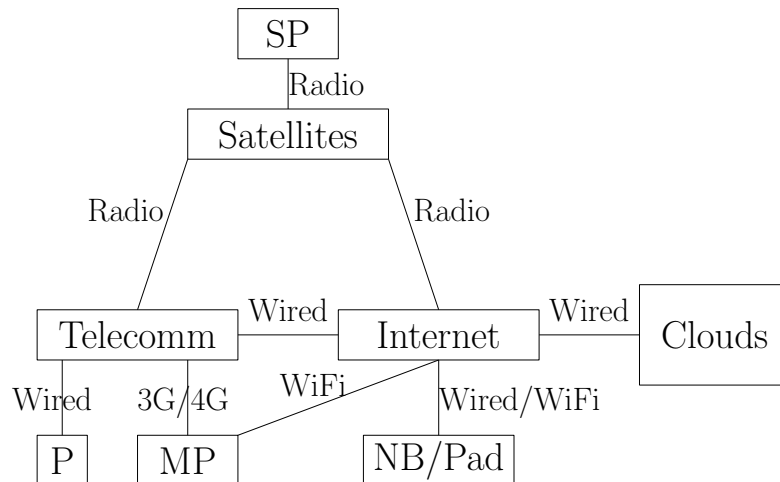 SP
Radio
Satellites
Radio
Radio
Telecomm
Wired
Internet
Wired
Clouds
Wired
3G/4G
WiFi
Wired/WiFi
P
MP
NB/Pad